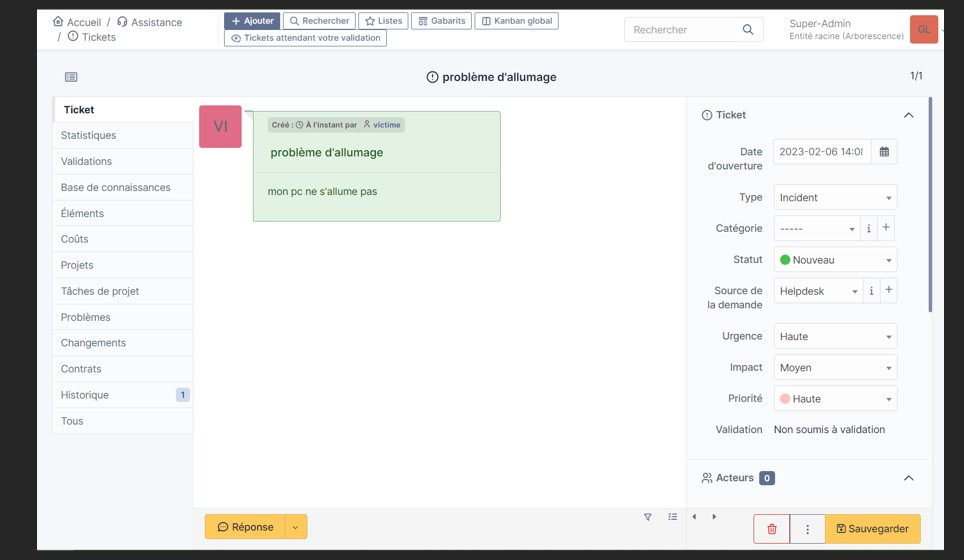 Accueil / Assistance
/ Tickets
+ Ajouter
Rechercher
Listes
Gabarits
Kanban global
Tickets attendant votre validation
Rechercher
Super-Admin
Entité racine (Arborescence)
GL
problème d'allumage
1/1
Ticket
Statistiques
Validations
Base de connaissances
Éléments
Coûts
Projets
Tâches de projet
Problèmes
Changements
Contrats
Historique 1
Tous
VI
Créé : À l'instant par victime
problème d'allumage
mon pc ne s'allume pas
Ticket
Date
d'ouverture
2023-02-06 14:0
Type Incident
Catégorie ----- i +
Statut Nouveau
Source de
la demande
Helpdesk i +
Urgence Haute
Impact Moyen
Priorité Haute
Validation Non soumis à validation
Acteurs 0
Réponse
Sauvegarder